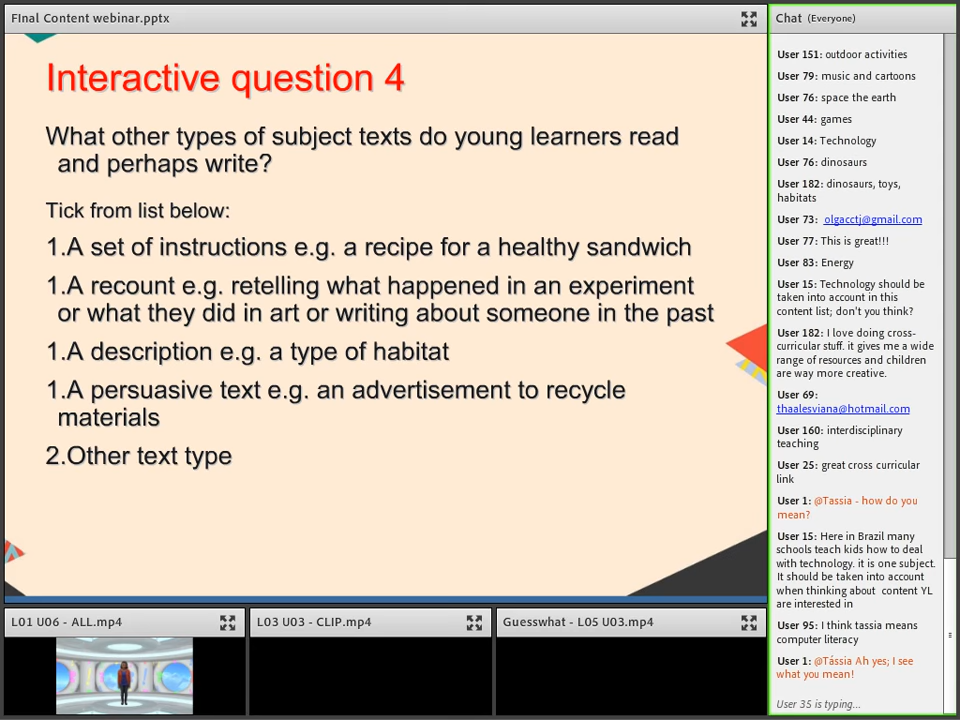 FInal Content webinar.pptx
Interactive question 4
What other types of subject texts do young learners read
and perhaps write?
Tick from list below:
1.A set of instructions e.g. a recipe for a healthy sandwich
1.A recount e.g. retelling what happened in an experiment
or what they did in art or writing about someone in the past
1.A description e.g. a type of habitat
1.A persuasive text e.g. an advertisement to recycle
materials
2.Other text type
L01 U06 - ALL.mp4
L03 U03 - CLIP.mp4
Guesswhat - L05 U03.mp4
Chat (Everyone)
User 151: outdoor activities
User 79: music and cartoons
User 76: space the earth
User 44: games
User 14: Technology
User 76: dinosaurs
User 182: dinosaurs, toys,
habitats
User 73: olgacctj@gmail.com
User 77: This is great!!!
User 83: Energy
User 15: Technology should be
taken into account in this
content list; don't you think?
User 182: I love doing cross-
curricular stuff. it gives me a wide
range of resources and children
are way more creative.
User 69:
thaalesviana@hotmail.com
User 160: interdisciplinary
teaching
User 25: great cross curricular
link
User 1: @Tassia - how do you
mean?
User 15: Here in Brazil many
schools teach kids how to deal
with technology. it is one subject.
It should be taken into account
when thinking about content YL
are interested in
User 95: I think tassia means
computer literacy
User 1: @Tássia Ah yes; I see
what you mean!
User 35 is typing...